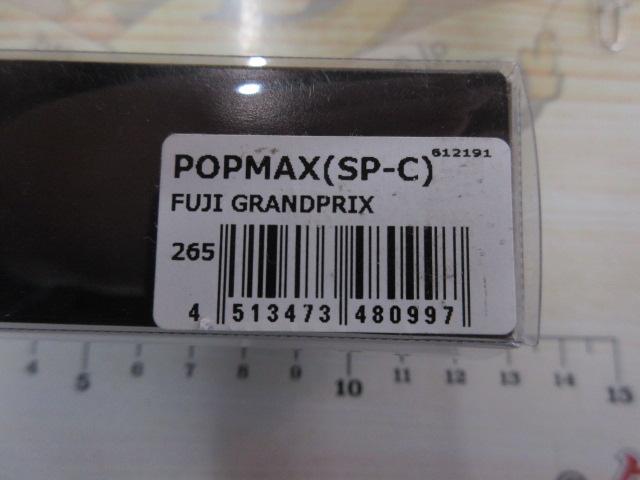 612191
POPMAX(SP-C)
FUJI GRANDPRIX
265
4 513473 480997
4 5 6 7 8 9 10 11 12 13 14 15